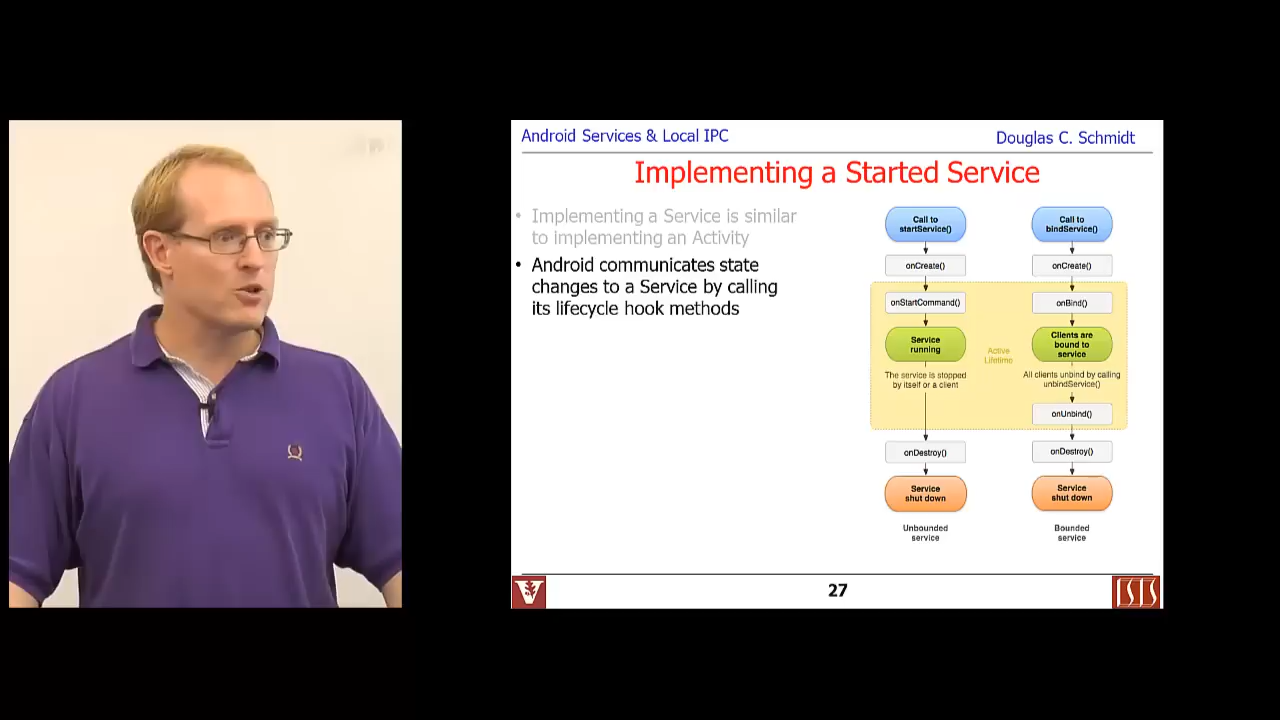 Android Services & Local IPC
Douglas C. Schmidt
Implementing a Started Service
• Implementing a Service is similar
to implementing an Activity
• Android communicates state
changes to a Service by calling
its lifecycle hook methods
Call to
startService()
onCreate()
onStartCommand()
Service
running
The service is stopped
by itself or a client
onDestroy()
Service
shut down
Unbounded
service
Active
Lifetime
Call to
bindService()
onCreate()
onBind()
Clients are
bound to
service
All clients unbind by calling
unbindService()
onUnbind()
onDestroy()
Service
shut down
Bounded
service
V
27
ISIS